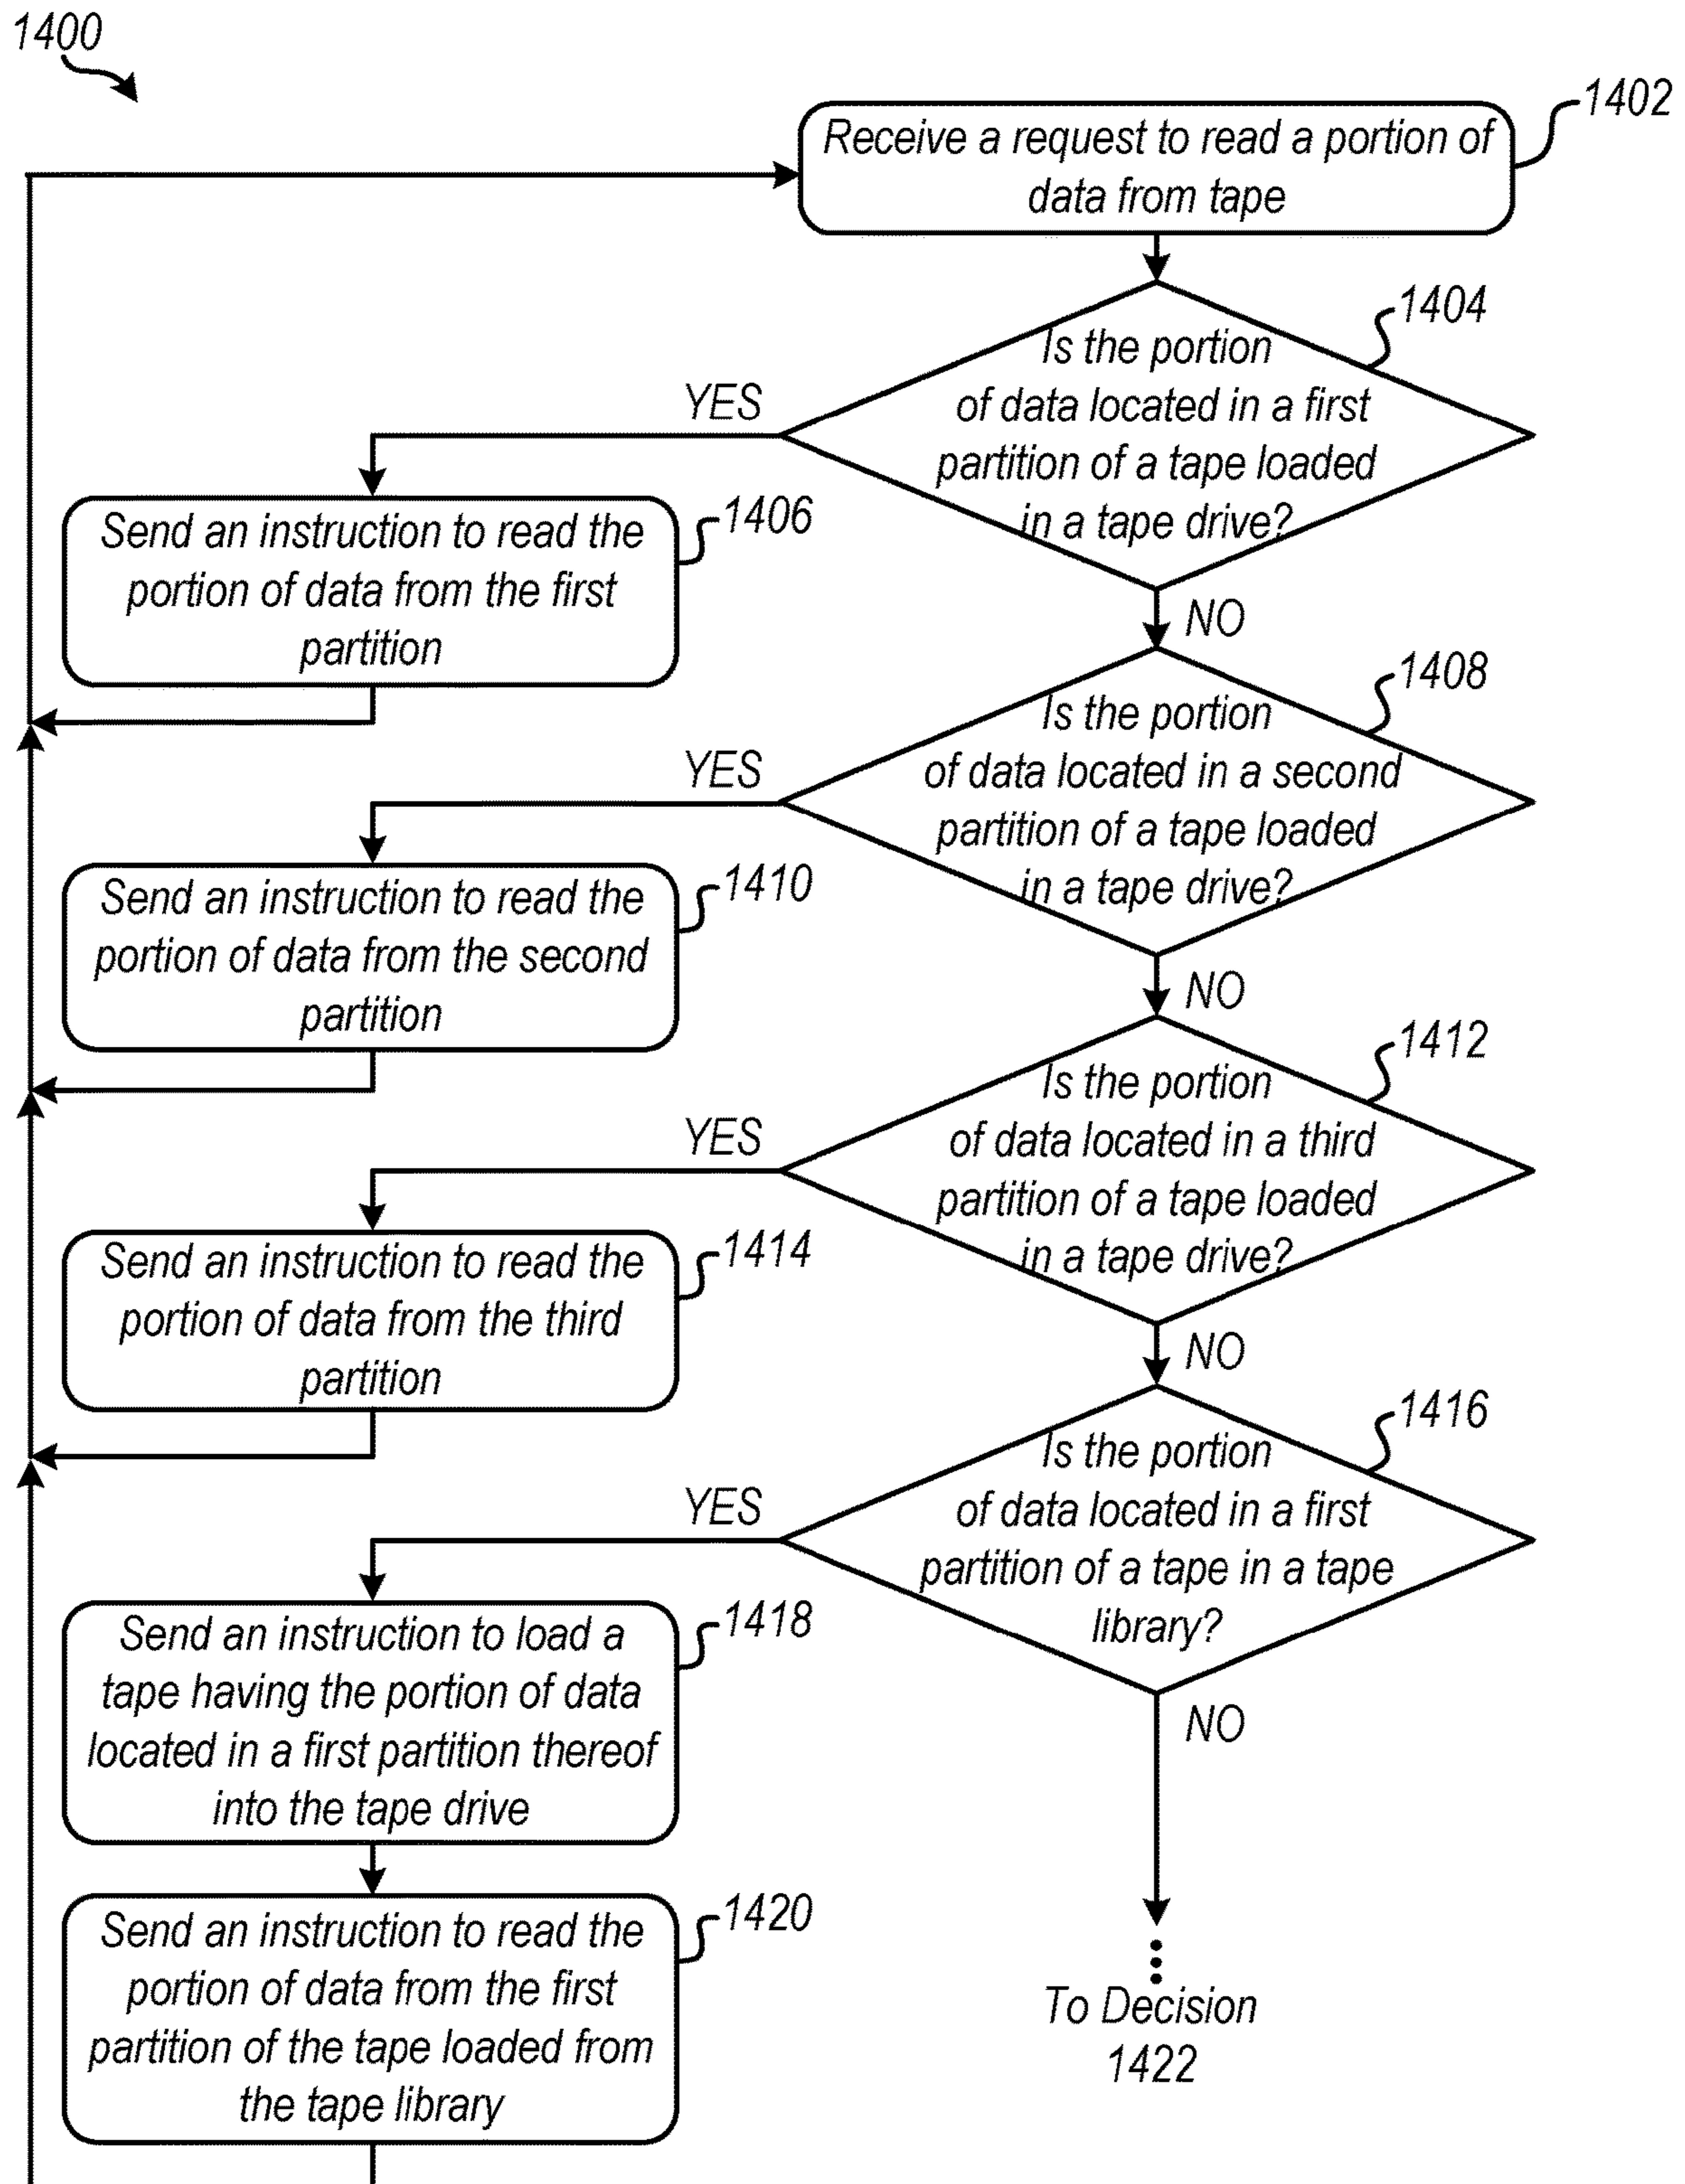 1400
1402
Receive a request to read a portion of
data from tape
1404
Is the portion
of data located in a first
partition of a tape loaded
in a tape drive?
YES
1406
Send an instruction to read the
portion of data from the first
partition
NO
1408
Is the portion
of data located in a second
partition of a tape loaded
in a tape drive?
YES
1410
Send an instruction to read the
portion of data from the second
partition
NO
1412
Is the portion
of data located in a third
partition of a tape loaded
in a tape drive?
YES
1414
Send an instruction to read the
portion of data from the third
partition
NO
1416
Is the portion
of data located in a first
partition of a tape in a tape
library?
YES
1418
Send an instruction to load a
tape having the portion of data
located in a first partition thereof
into the tape drive
NO
1420
Send an instruction to read the
portion of data from the first
partition of the tape loaded from
the tape library
To Decision
1422